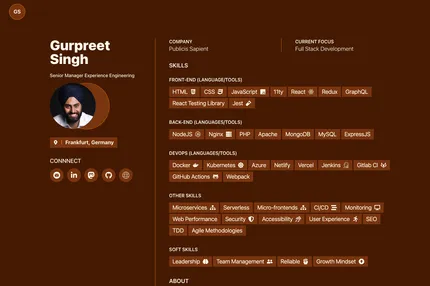 GS
Gurpreet
Singh
Senior Manager Experience Engineering
Frankfurt, Germany
CONNNECT
COMPANY
Publicis Sapient
CURRENT FOCUS
Full Stack Development
SKILLS
FRONT-END (LANGUAGE/TOOLS)
HTML CSS JavaScript 11ty React Redux GraphQL
React Testing Library Jest
BACK-END (LANGUAGES/TOOLS)
NodeJS Nginx PHP Apache MongoDB MySQL ExpressJS
DEVOPS (LANGUAGES/TOOLS)
Docker Kubernetes Azure Netlify Vercel Jenkins Gitlab CI
GitHub Actions Webpack
OTHER SKILLS
Microservices Serverless Micro-frontends CI/CD Monitoring
Web Performance Security Accessibility User Experience SEO
TDD Agile Methodologies
SOFT SKILLS
Leadership Team Management Reliable Growth Mindset
ABOUT